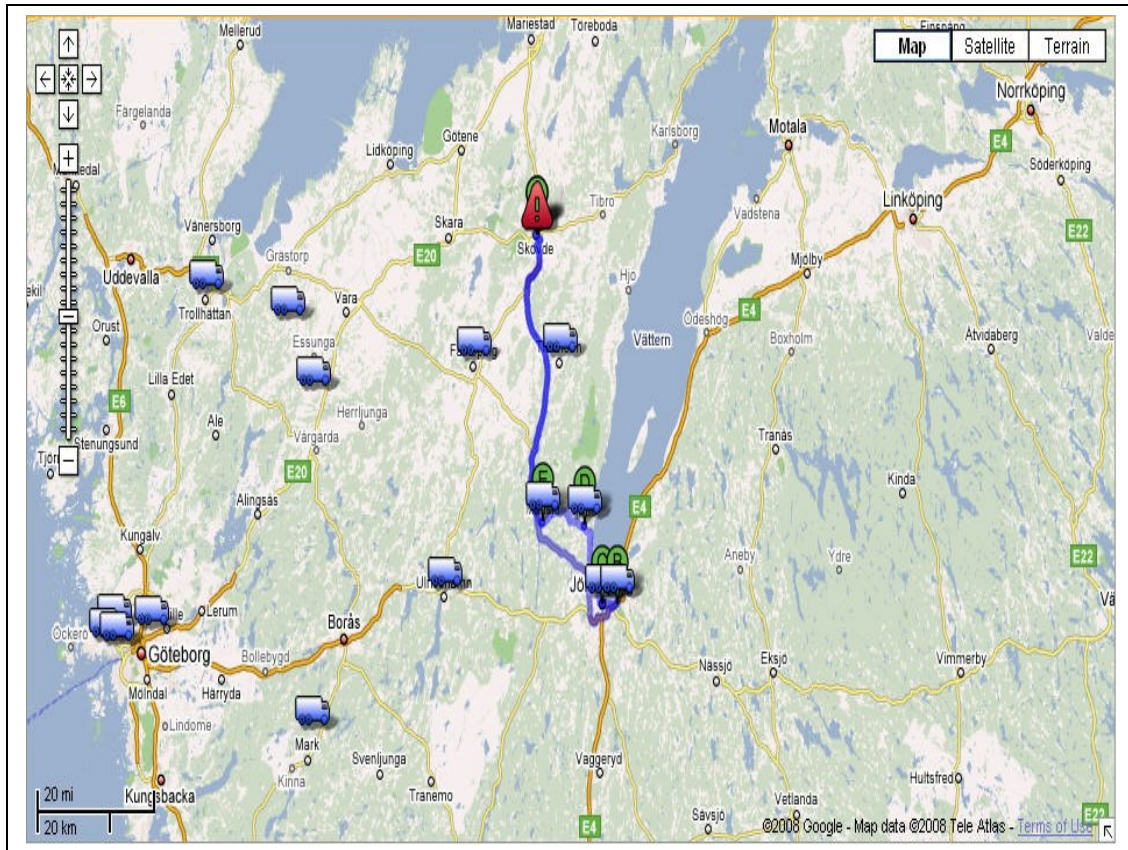 Mariestad
Töreboda
Mellerud
Map
Satellite
Terrain
Norrköping
Färgelanda
Karlsborg
Motala
E4
Götene
Lidköping
Söderköping
Tibro
Vadstena
Linköping
Vänersborg
Skara
E22
Grästorp
E20
Uddevalla
Hjo
Mjölby
Trollhättan
Vara
E4
Ödeshög
Orust
Vättern
Boxholm
Åtvidaberg
Essunga
Lilla Edet
E6
Herrljunga
Ale
Tranås
Stenungsund
Vårgarda
E20
E
D
Kinda
Alingsås
E4
Kungälv
Aneby
Ydre
E22
B
Lerum
Öckerö
Borås
Göteborg
Bollebygd
Nässjö
Eksjö
Vimmerby
Mölndal
Härryda
Lindome
Mark
Svenljunga
Vaggeryd
Kinna
Hultsfred
Kungsbacka
Tranemo
20 mi
Vetlanda
Sävsjö
20 km
E4
E22
©2008 Google - Map data ©2008 Tele Atlas - Terms of Use